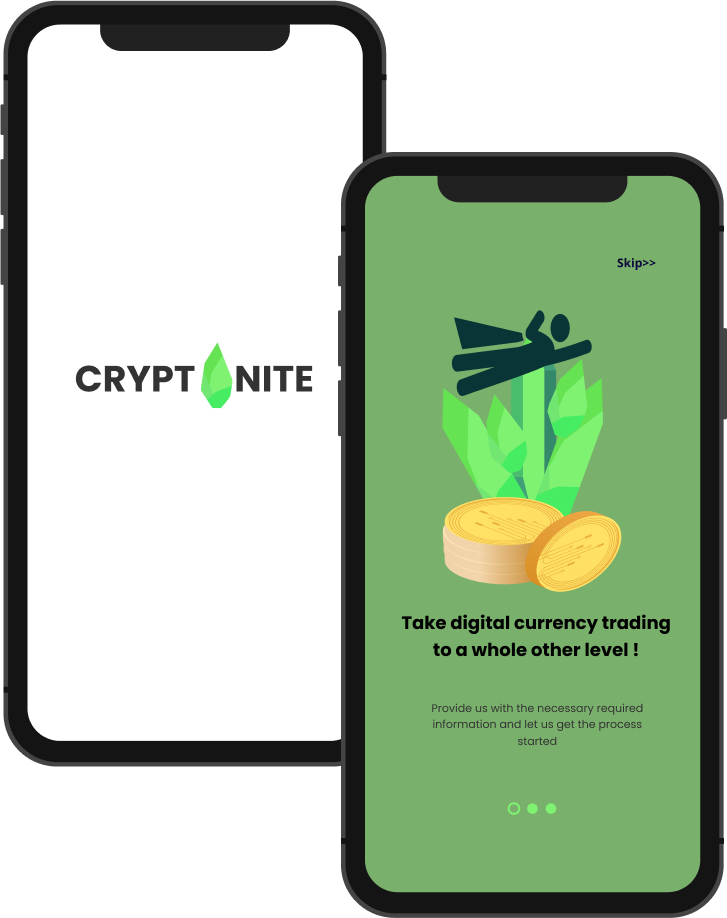 CRYPT NITE
Skip>>
Take digital currency trading
to a whole other level !
Provide us with the necessary required
information and let us get the process
started